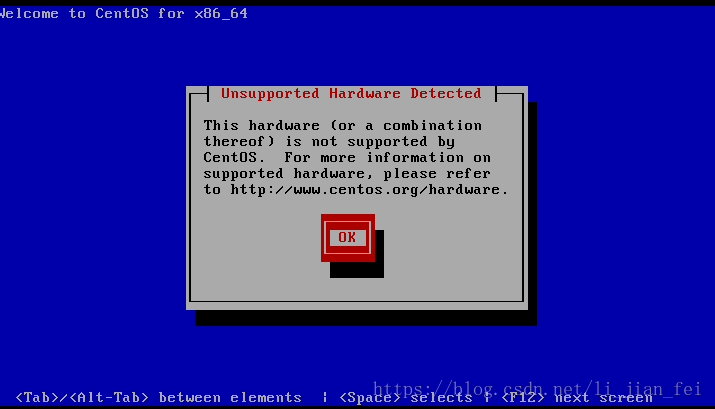 Welcome to CentOS for x86_64
Unsupported Hardware Detected
This hardware (or a combination
thereof) is not supported by
CentOS.  For more information on
supported hardware, please refer
to http://www.centos.org/hardware.
OK
https://blog.csdn.net/li_jian_fei
<Tab>/<Alt-Tab> between elements  | <Space> selects | <F12> next screen